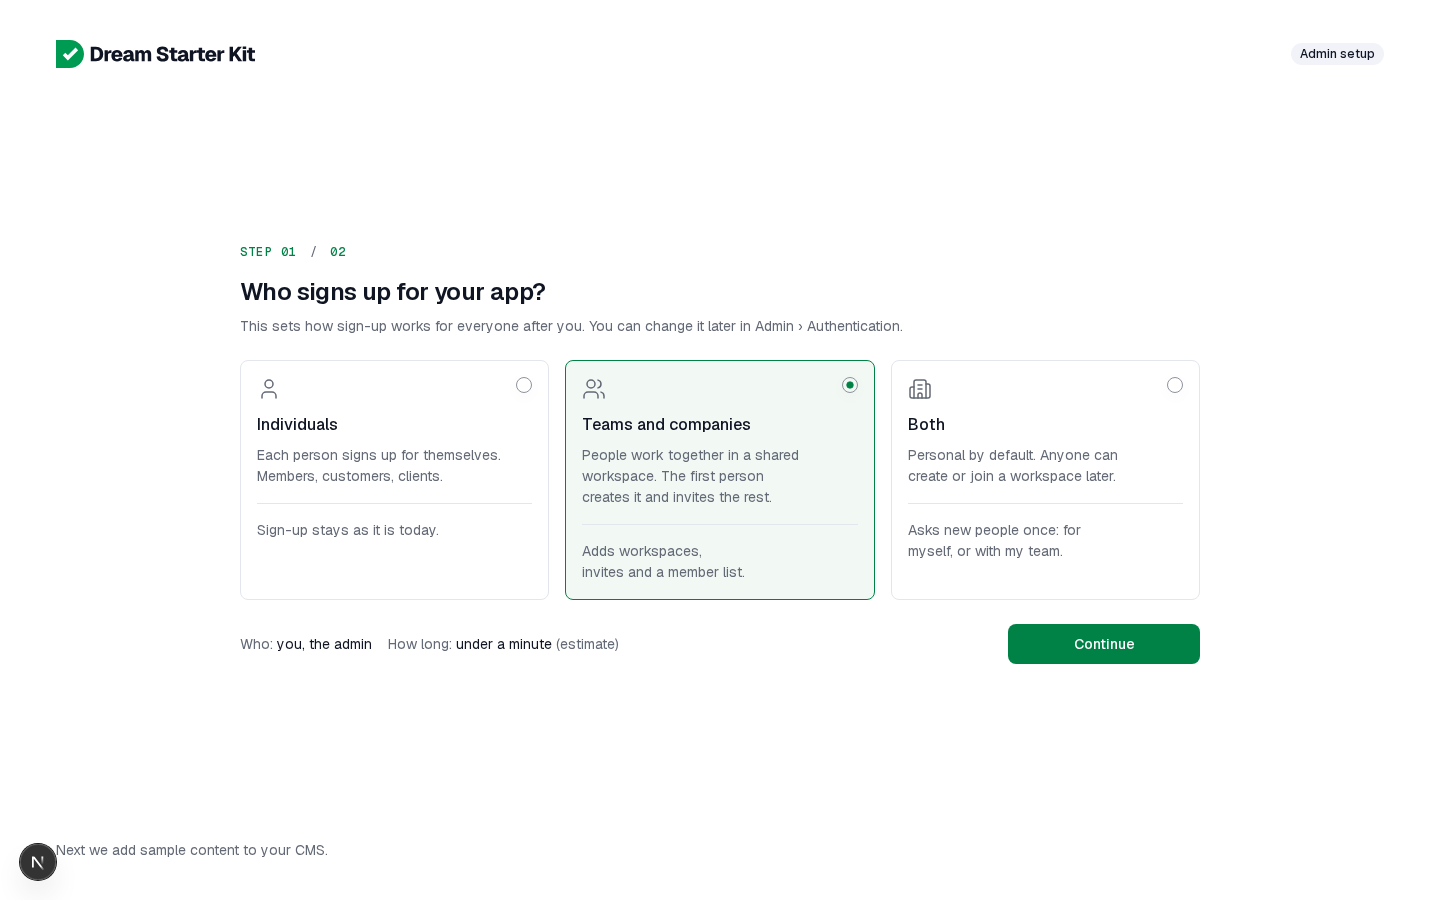 Dream Starter Kit
Admin setup
STEP 01 / 02
Who signs up for your app?
This sets how sign-up works for everyone after you. You can change it later in Admin › Authentication.
Individuals
Each person signs up for themselves.
Members, customers, clients.
Sign-up stays as it is today.
Teams and companies
People work together in a shared
workspace. The first person
creates it and invites the rest.
Adds workspaces,
invites and a member list.
Both
Personal by default. Anyone can
create or join a workspace later.
Asks new people once: for
myself, or with my team.
Who: you, the admin How long: under a minute (estimate)
Continue
Next we add sample content to your CMS.
N